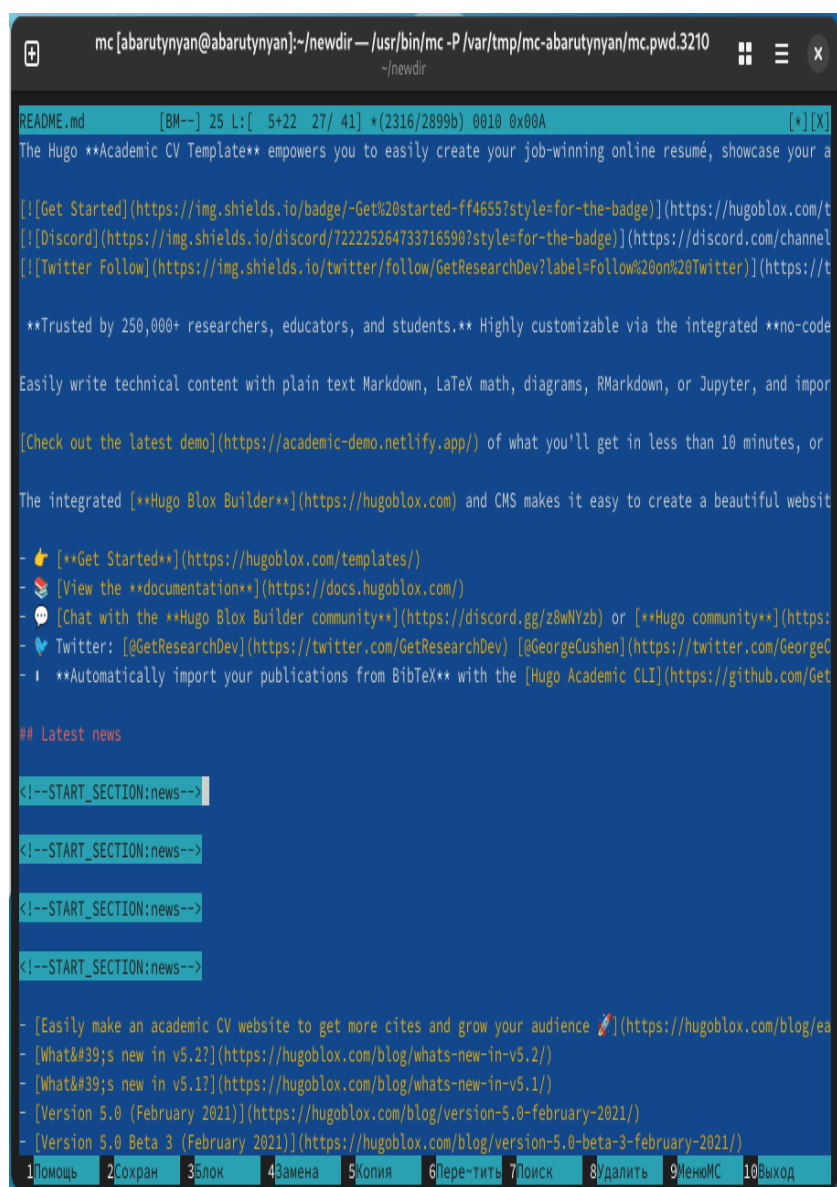 mc [abarutynyan@abarutynyan]:~/newdir — /usr/bin/mc -P /var/tmp/mc-abarutynyan/mc.pwd.3210
~/newdir
README.md [BM--] 25 L:[ 5+22 27/ 41] *(2316/2899b) 0010 0x00A [*][X]
The Hugo **Academic CV Template** empowers you to easily create your job-winning online resumé, showcase your a
[![Get Started](https://img.shields.io/badge/-Get%20started-ff4655?style=for-the-badge)](https://hugoblox.com/t
[![Discord](https://img.shields.io/discord/722225264733716590?style=for-the-badge)](https://discord.com/channel
[![Twitter Follow](https://img.shields.io/twitter/follow/GetResearchDev?label=Follow%20on%20Twitter)](https://t
**Trusted by 250,000+ researchers, educators, and students.** Highly customizable via the integrated **no-code
Easily write technical content with plain text Markdown, LaTeX math, diagrams, RMarkdown, or Jupyter, and impor
[Check out the latest demo](https://academic-demo.netlify.app/) of what you'll get in less than 10 minutes, or
The integrated [**Hugo Blox Builder**](https://hugoblox.com) and CMS makes it easy to create a beautiful websit
- 👉 [**Get Started**](https://hugoblox.com/templates/)
- 📚 [View the **documentation**](https://docs.hugoblox.com/)
- 💬 [Chat with the **Hugo Blox Builder community**](https://discord.gg/z8wNYzb) or [**Hugo community**](https:
- 🐦 Twitter: [@GetResearchDev](https://twitter.com/GetResearchDev) [@GeorgeCushen](https://twitter.com/GeorgeC
- ⬇ **Automatically import your publications from BibTeX** with the [Hugo Academic CLI](https://github.com/Get
## Latest news
<!--START_SECTION:news-->
<!--START_SECTION:news-->
<!--START_SECTION:news-->
<!--START_SECTION:news-->
- [Easily make an academic CV website to get more cites and grow your audience 🚀](https://hugoblox.com/blog/ea
- [What&#39;s new in v5.2?](https://hugoblox.com/blog/whats-new-in-v5.2/)
- [What&#39;s new in v5.1?](https://hugoblox.com/blog/whats-new-in-v5.1/)
- [Version 5.0 (February 2021)](https://hugoblox.com/blog/version-5.0-february-2021/)
- [Version 5.0 Beta 3 (February 2021)](https://hugoblox.com/blog/version-5.0-beta-3-february-2021/)
1Помощь 2Сохран 3Блок 4Замена 5Копия 6Пере~тить 7Поиск 8Удалить 9МенюМС 10Выход